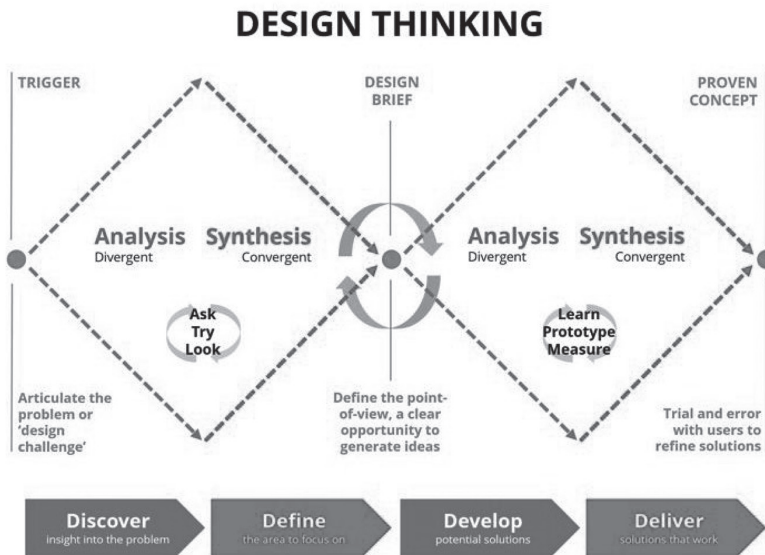 DESIGN THINKING
TRIGGER
DESIGN
BRIEF
PROVEN
CONCEPT
Analysis
Divergent
Synthesis
Convergent
Analysis
Divergent
Synthesis
Convergent
Ask
Try
Look
Learn
Prototype
Measure
Articulate the
problem or
‘design
challenge’
Define the point-
of-view, a clear
opportunity to
generate ideas
Trial and error
with users to
refine solutions
Discover
insight into the problem
Define
the area to focus on
Develop
potential solutions
Deliver
solutions that work